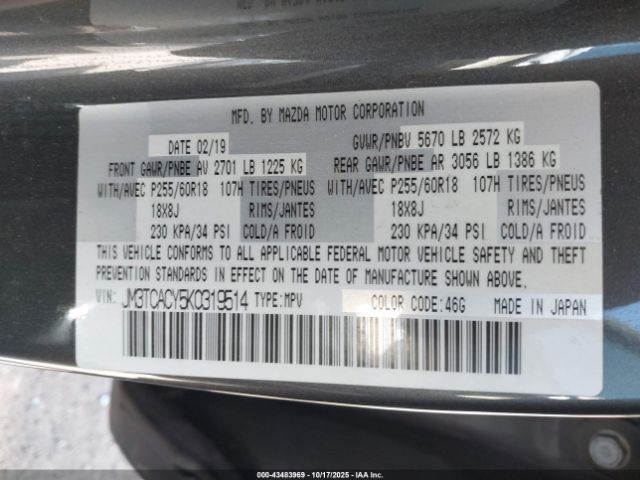 MFD. BY MAZDA MOTOR CORPORATION
DATE 02/19 GVWR/PNBV 5670 LB 2572 KG
FRONT GAWR/PNBE AV 2701 LB 1225 KG REAR GAWR/PNBE AR 3056 LB 1386 KG
WITH/AVEC P255/60R18 107H TIRES/PNEUS WITH/AVEC P255/60R18 107H TIRES/PNEUS
18X8J RIMS/JANTES 18X8J RIMS/JANTES
230 KPA/34 PSI COLD/A FROID 230 KPA/34 PSI COLD/A FROID
THIS VEHICLE CONFORMS TO ALL APPLICABLE FEDERAL MOTOR VEHICLE SAFETY AND THEFT
PREVENTION STANDARDS IN EFFECT ON THE DATE OF MANUFACTURE SHOWN ABOVE.
VIN: JM3TCACY5K0319514 TYPE:MPV COLOR CODE:46G MADE IN JAPAN
© 43483969 - 10/17/2025 - IAAI.COM